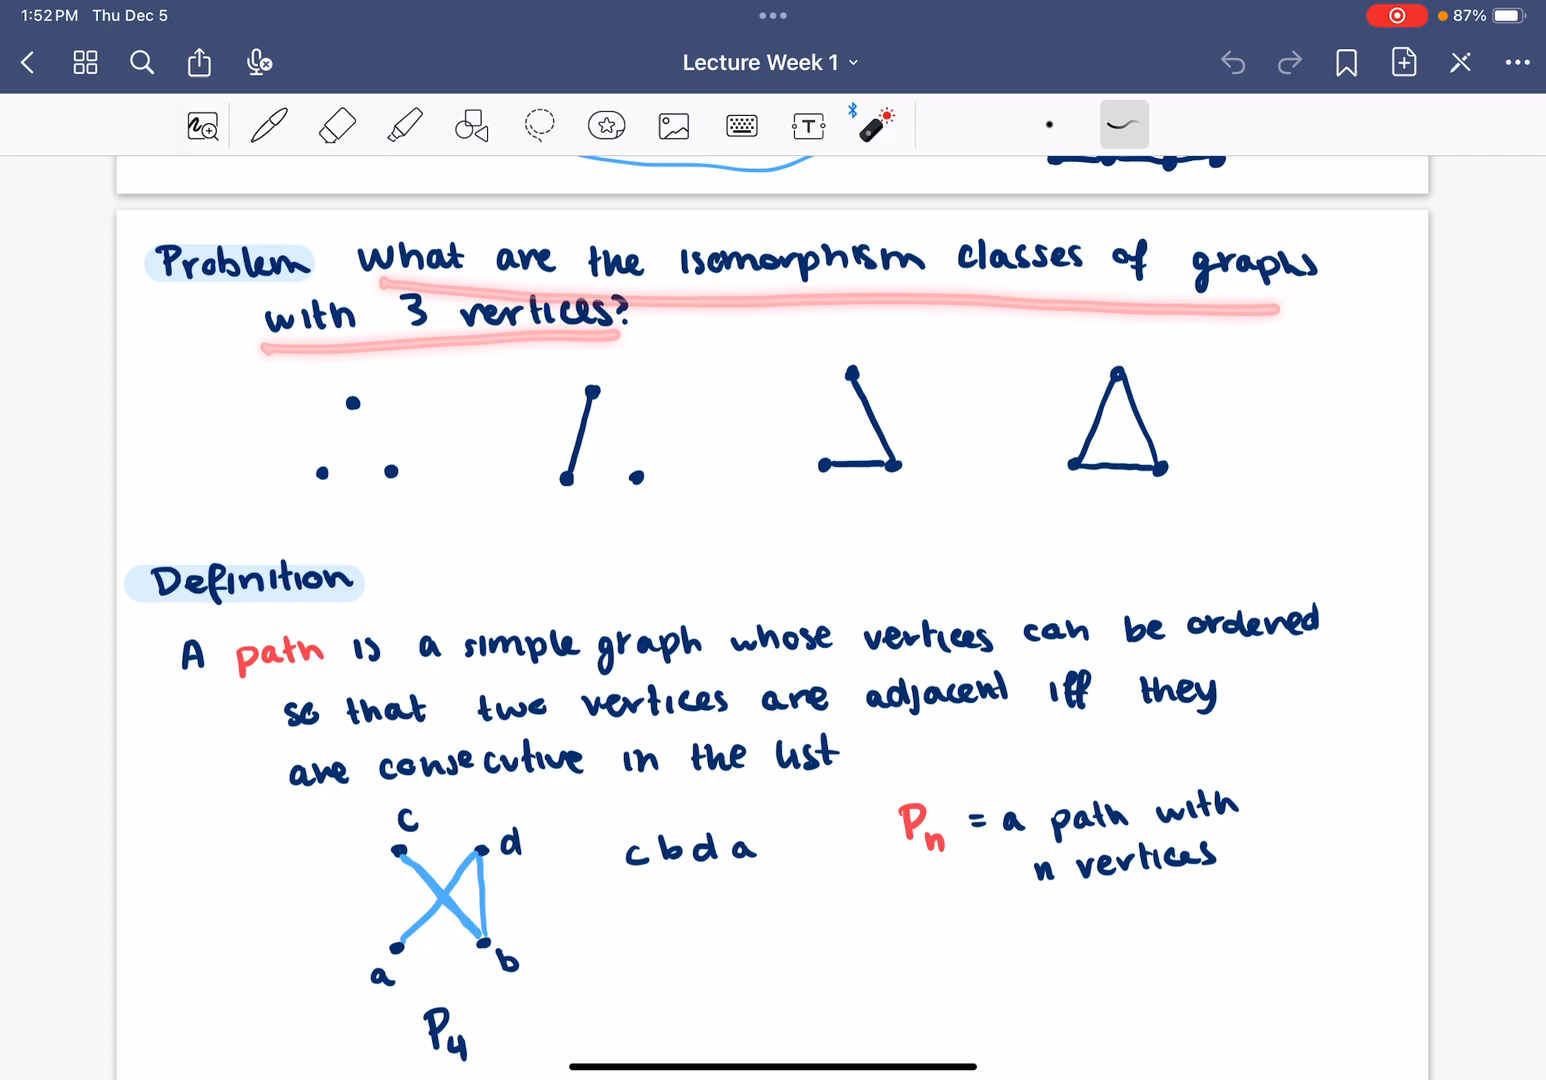 1:52 PM Thu Dec 5
87%
Lecture Week 1
T
Problem What are the isomorphism classes of graphs
with 3 vertices?
Definition
A path is a simple graph whose vertices can be ordered
so that two vertices are adjacent iff they
are consecutive in the list
c
d
c b d a
Pn = a path with
n vertices
a
b
P4